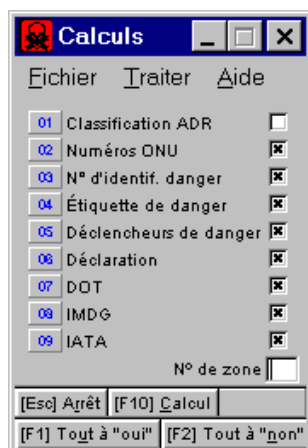 Calculs
Fichier Traiter Aide
01 Classification ADR
02 Numéros ONU
03 N° d'identif. danger
04 Étiquette de danger
05 Déclencheurs de danger
06 Déclaration
07 DOT
08 IMDG
09 IATA
N° de zone
[Esc] Arrêt [F10] Calcul
[F1] Tout à "oui" [F2] Tout à "non"